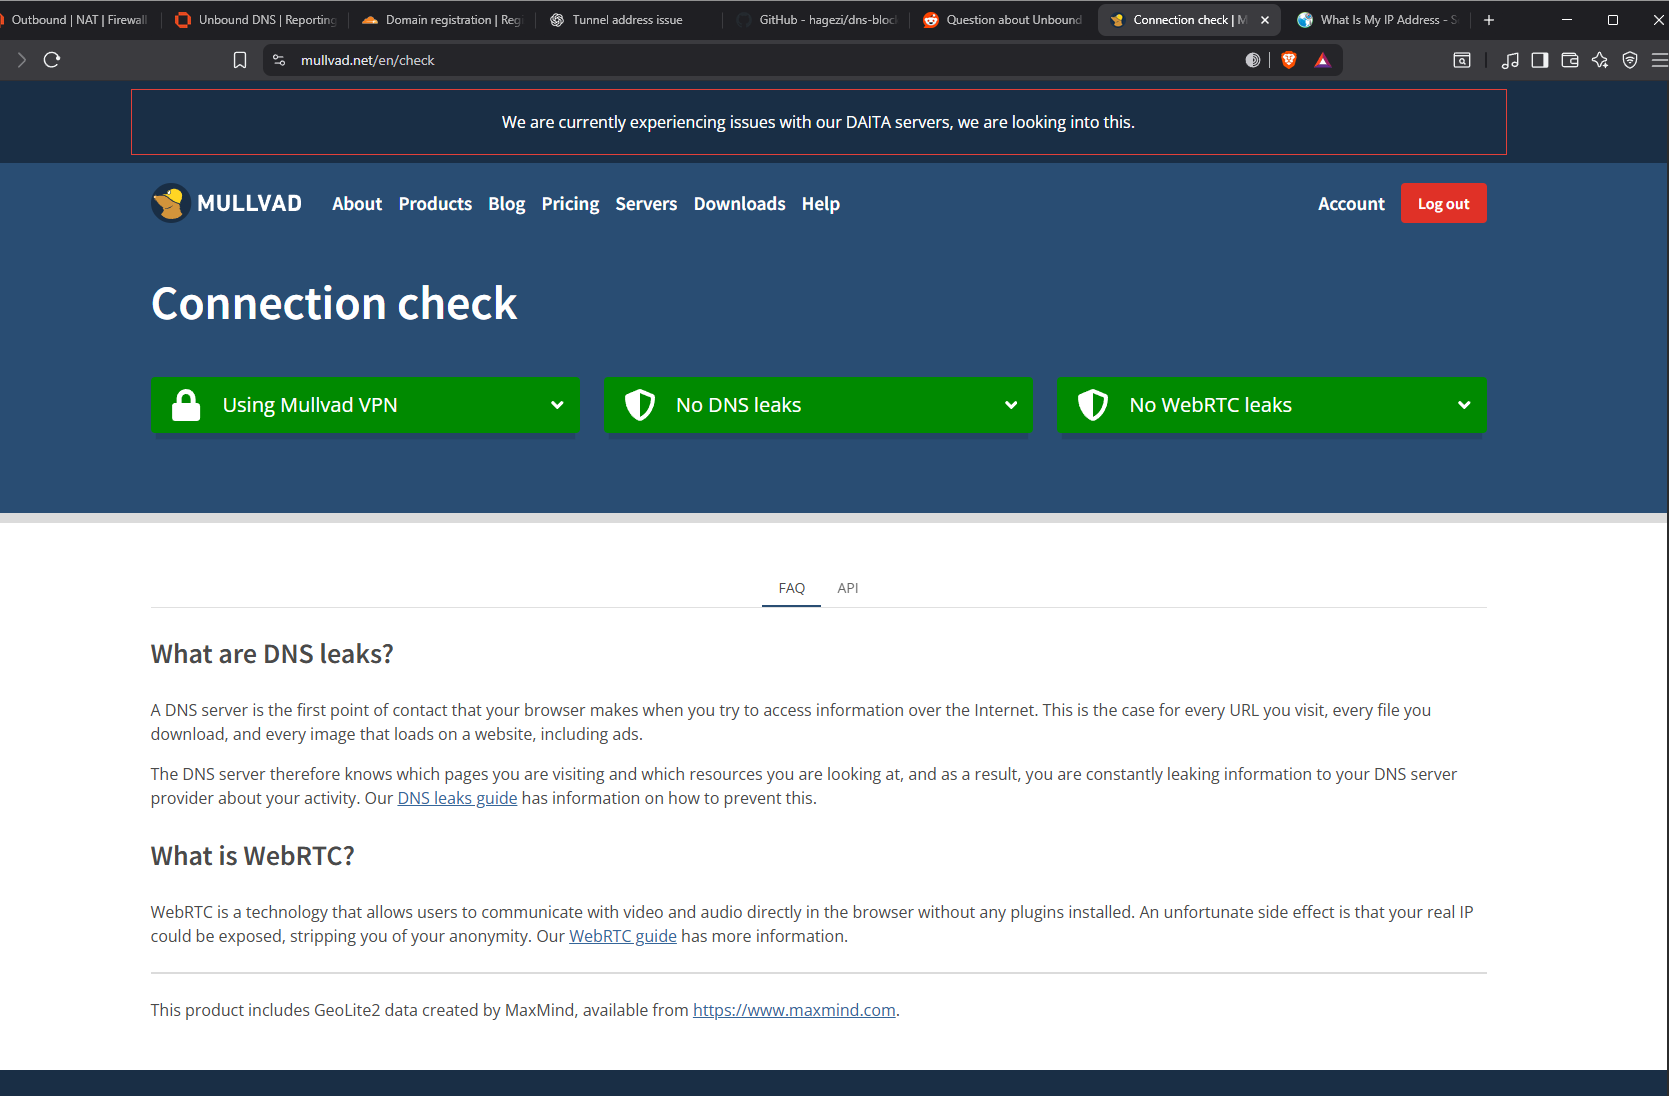 Outbound | NAT | Firewall
Unbound DNS | Reporting
Domain registration | Reg
Tunnel address issue
GitHub - hagezi/dns-bloc
Question about Unbound
Connection check | M
What Is My IP Address - S
mullvad.net/en/check
We are currently experiencing issues with our DAITA servers, we are looking into this.
MULLVAD
About
Products
Blog
Pricing
Servers
Downloads
Help
Account
Log out
Connection check
Using Mullvad VPN
No DNS leaks
No WebRTC leaks
FAQ
API
What are DNS leaks?
A DNS server is the first point of contact that your browser makes when you try to access information over the Internet. This is the case for every URL you visit, every file you
download, and every image that loads on a website, including ads.
The DNS server therefore knows which pages you are visiting and which resources you are looking at, and as a result, you are constantly leaking information to your DNS server
provider about your activity. Our DNS leaks guide has information on how to prevent this.
What is WebRTC?
WebRTC is a technology that allows users to communicate with video and audio directly in the browser without any plugins installed. An unfortunate side effect is that your real IP
could be exposed, stripping you of your anonymity. Our WebRTC guide has more information.
This product includes GeoLite2 data created by MaxMind, available from https://www.maxmind.com.